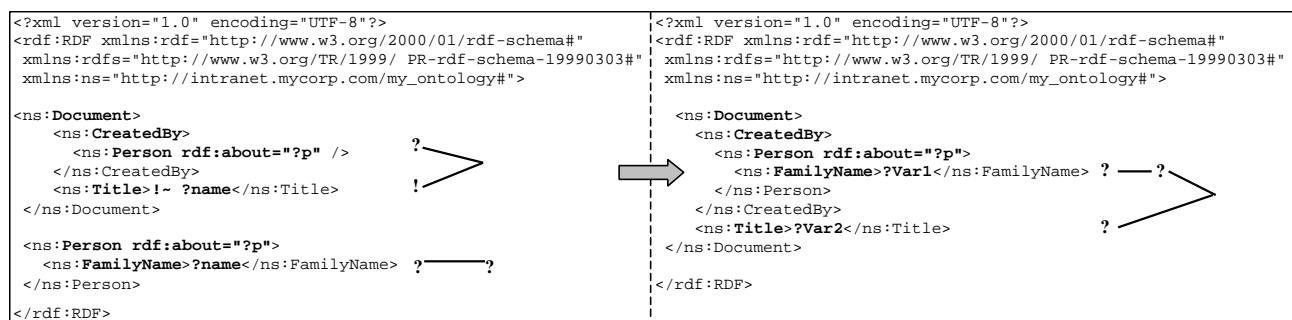 <?xml version="1.0" encoding="UTF-8"?>
<rdf:RDF xmlns:rdf="http://www.w3.org/2000/01/rdf-schema#"
xmlns:rdfs="http://www.w3.org/TR/1999/ PR-rdf-schema-19990303#"
xmlns:ns="http://intranet.mycorp.com/my_ontology#">
<ns:Document>
<ns:CreatedBy>
<ns:Person rdf:about="?p" /> ?
</ns:CreatedBy>
<ns:Title>!~ ?name</ns:Title> !
</ns:Document>
<ns:Person rdf:about="?p">
<ns:FamilyName>?name</ns:FamilyName> ? ?
</ns:Person>
</rdf:RDF>
<?xml version="1.0" encoding="UTF-8"?>
<rdf:RDF xmlns:rdf="http://www.w3.org/2000/01/rdf-schema#"
xmlns:rdfs="http://www.w3.org/TR/1999/ PR-rdf-schema-19990303#"
xmlns:ns="http://intranet.mycorp.com/my_ontology#">
<ns:Document>
<ns:CreatedBy>
<ns:Person rdf:about="?p">
<ns:FamilyName>?Var1</ns:FamilyName> ? ?
</ns:Person>
</ns:CreatedBy>
<ns:Title>?Var2</ns:Title> ?
</ns:Document>
</rdf:RDF>